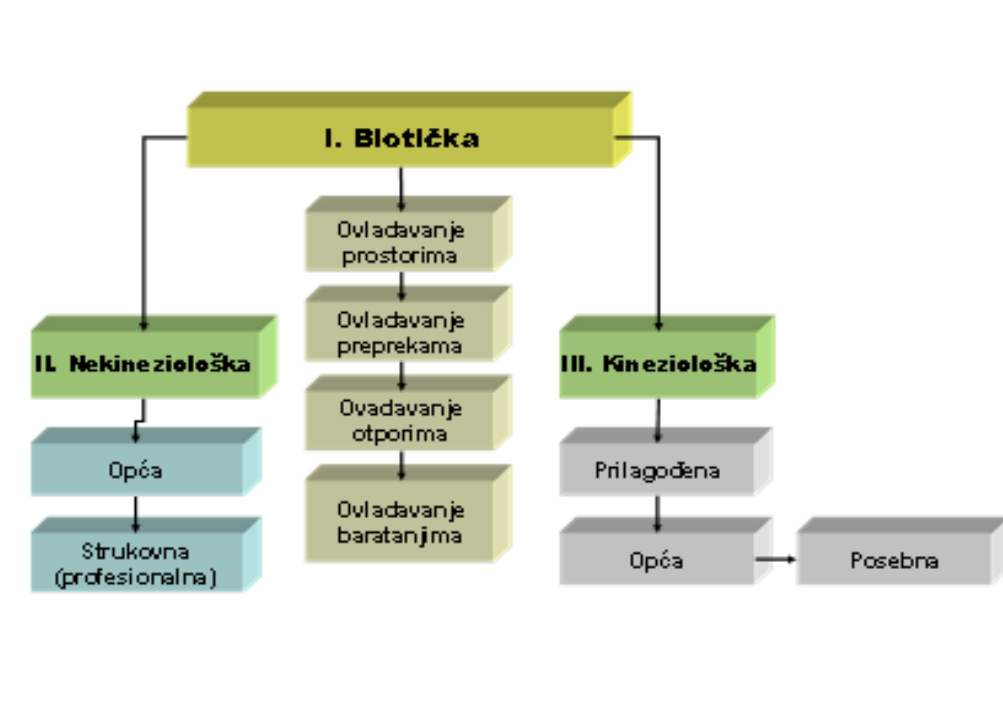 I. Biotička
Ovladavanje
prostorima
Ovladavanje
preprekama
Ovadavanje
otporima
Ovladavanje
baratanjima
II. Nekineziološka
Opća
Strukovna
(profesionalna)
III. Kineziološka
Prilagođena
Opća
Posebna